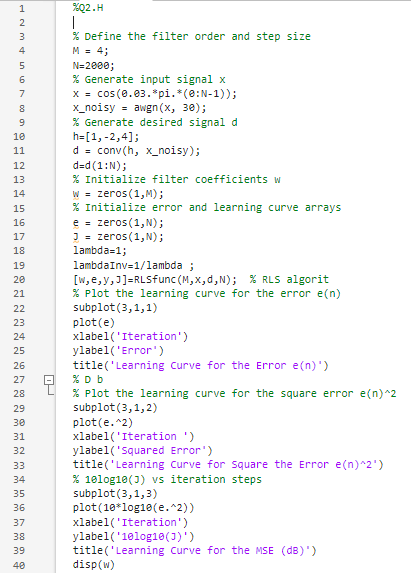 1 %Q2.H
2
3 % Define the filter order and step size
4 M = 4;
5 N=2000;
6 % Generate input signal x
7 x = cos(0.03.*pi.*(0:N-1));
8 x_noisy = awgn(x, 30);
9 % Generate desired signal d
10 h=[1,-2,4];
11 d = conv(h, x_noisy);
12 d=d(1:N);
13 % Initialize filter coefficients w
14 w = zeros(1,M);
15 % Initialize error and learning curve arrays
16 e = zeros(1,N);
17 J = zeros(1,N);
18 lambda=1;
19 lambdaInv=1/lambda ;
20 [w,e,y,J]=RLSfunc(M,x,d,N);  % RLS algorit
21 % Plot the learning curve for the error e(n)
22 subplot(3,1,1)
23 plot(e)
24 xlabel('Iteration')
25 ylabel('Error')
26 title('Learning Curve for the Error e(n)')
27 % D b
28 % Plot the learning curve for the square error e(n)^2
29 subplot(3,1,2)
30 plot(e.^2)
31 xlabel('Iteration ')
32 ylabel('Squared Error')
33 title('Learning Curve for Square the Error e(n)^2')
34 % 10log10(J) vs iteration steps
35 subplot(3,1,3)
36 plot(10*log10(e.^2))
37 xlabel('Iteration')
38 ylabel('10log10(J)')
39 title('Learning Curve for the MSE (dB)')
40 disp(w)